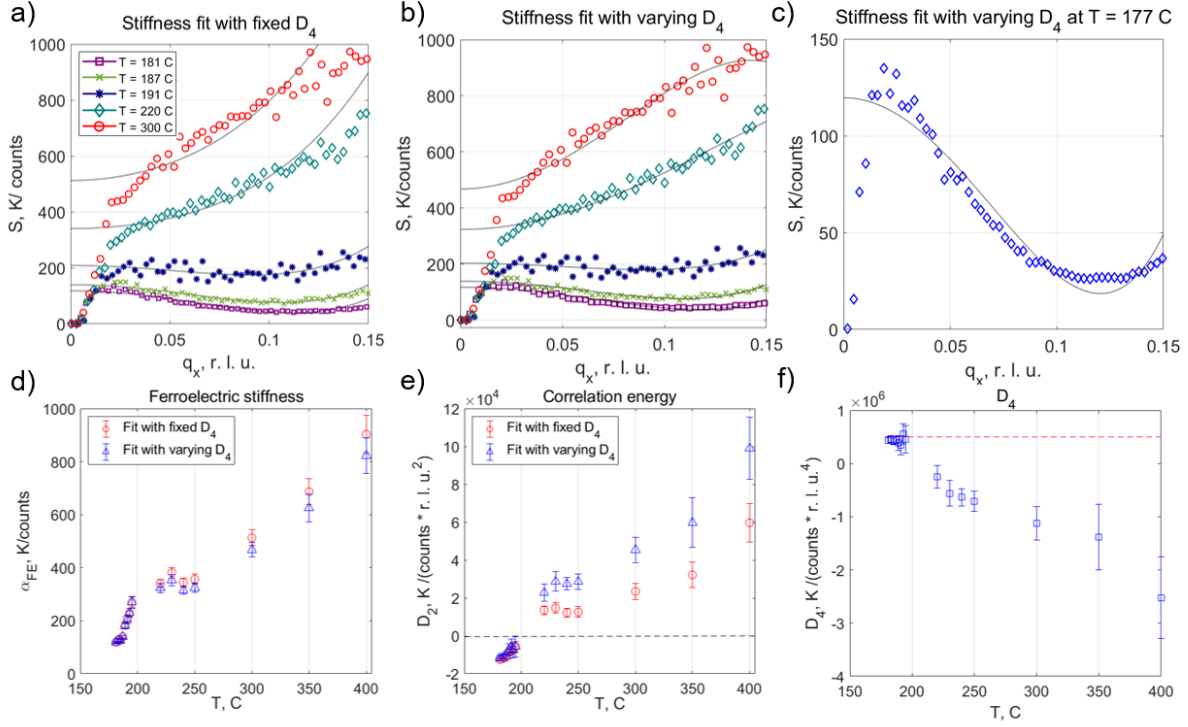 a)
Stiffness fit with fixed D4
S, K/ counts
1000
800
600
400
200
0
T = 181 C
T = 187 C
T = 191 C
T = 220 C
T = 300 C
0
0.05
0.1
0.15
qx, r. l. u.
b)
Stiffness fit with varying D4
S, K/counts
1000
800
600
400
200
0
0
0.05
0.1
0.15
qx, r. l. u.
c)
Stiffness fit with varying D4 at T = 177 C
S, K/counts
150
100
50
0
0
0.05
0.1
0.15
qx, r. l. u.
d)
Ferroelectric stiffness
αFE, K/counts
1000
800
600
400
200
0
Fit with fixed D4
Fit with varying D4
150
200
250
300
350
400
T, C
e)
× 10^4
Correlation energy
D2, K /(counts * r. l. u.^2)
12
10
8
6
4
2
0
-2
Fit with fixed D4
Fit with varying D4
150
200
250
300
350
400
T, C
f)
× 10^6
D4
D4, K /(counts * r. l. u.^4)
1
0
-1
-2
-3
-4
150
200
250
300
350
400
T, C